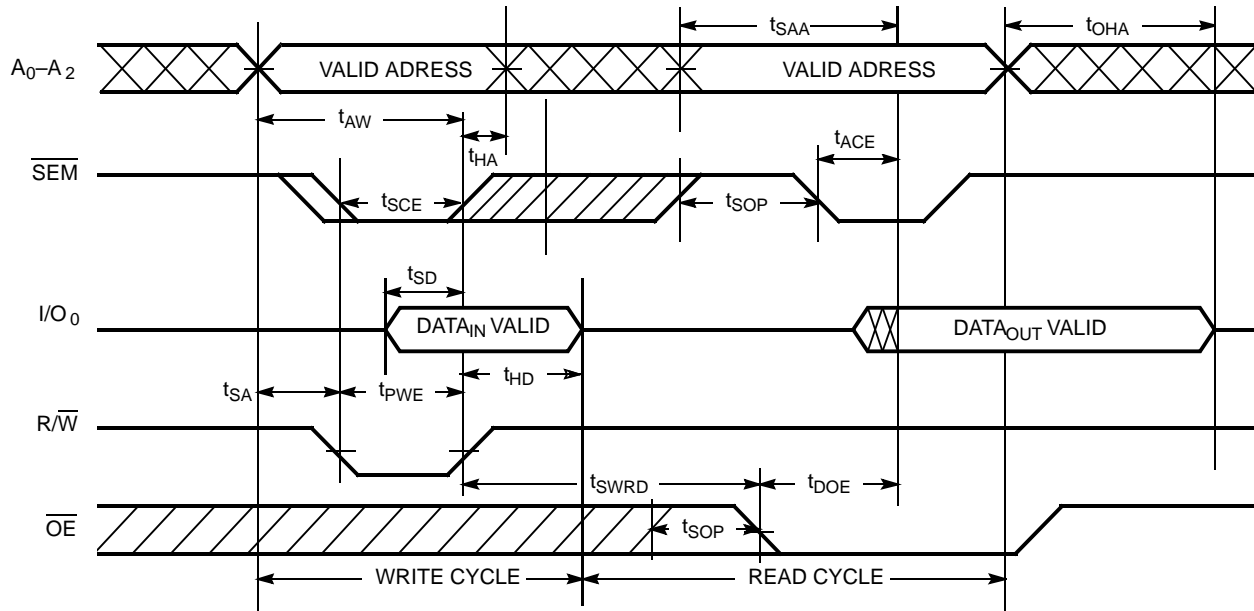 tSAA
tOHA
A0–A2
VALID ADRESS
VALID ADRESS
tAW
tHA
tACE
SEM
tSCE
tSOP
tSD
I/O0
DATAIN VALID
DATAOUT VALID
tSA
tPWE
tHD
R/W
tSWRD
tDOE
OE
tSOP
WRITE CYCLE
READ CYCLE